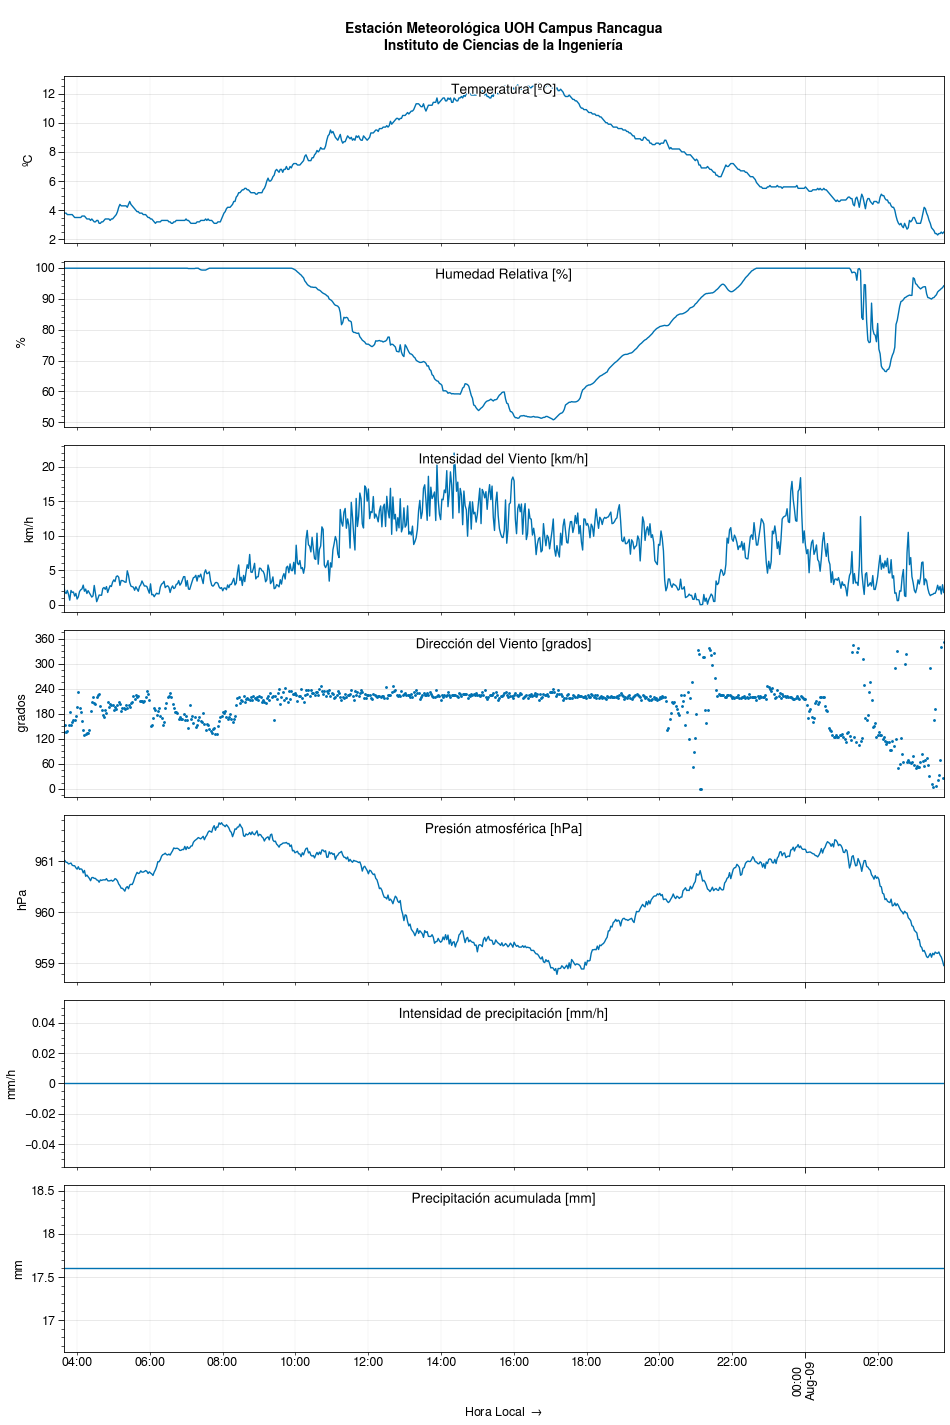 Estación Meteorológica UOH Campus Rancagua
Instituto de Ciencias de la Ingeniería
Temperatura [ºC]
12
10
8
6
4
2
ºC
Humedad Relativa [%]
100
90
80
70
60
50
%
Intensidad del Viento [km/h]
20
15
10
5
0
km/h
Dirección del Viento [grados]
360
300
240
180
120
60
0
grados
Presión atmosférica [hPa]
961
960
959
hPa
Intensidad de precipitación [mm/h]
0.04
0.02
0
−0.02
−0.04
mm/h
Precipitación acumulada [mm]
18.5
18
17.5
17
mm
04:00 06:00 08:00 10:00 12:00 14:00 16:00 18:00 20:00 22:00 00:00 02:00
Aug-09
Hora Local →